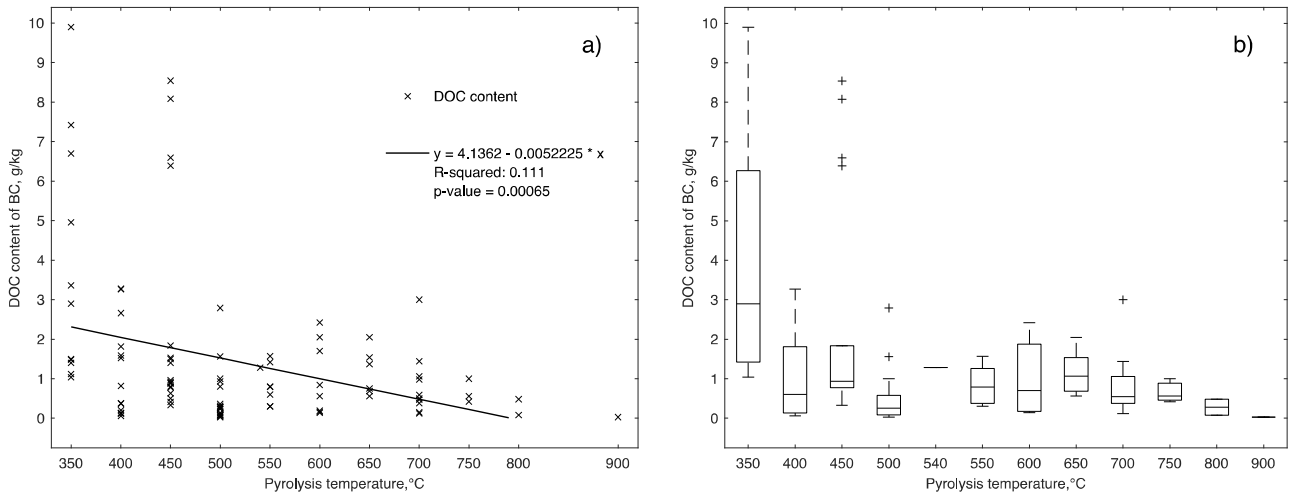 a)
10
9
8
7
6
5
4
3
2
1
0
DOC content of BC, g/kg
DOC content
y = 4.1362 - 0.0052225 * x
R-squared: 0.111
p-value = 0.00065
350 400 450 500 550 600 650 700 750 800 900
Pyrolysis temperature,°C
b)
10
9
8
7
6
5
4
3
2
1
0
DOC content of BC, g/kg
350 400 450 500 540 550 600 650 700 750 800 900
Pyrolysis temperature,°C